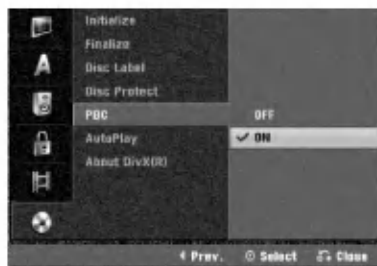 Initialize
Finalize
Disc Label
Disc Protect
PBC OFF
AutoPlay ✓ ON
About DivX(R)
A
Prev. Select Close